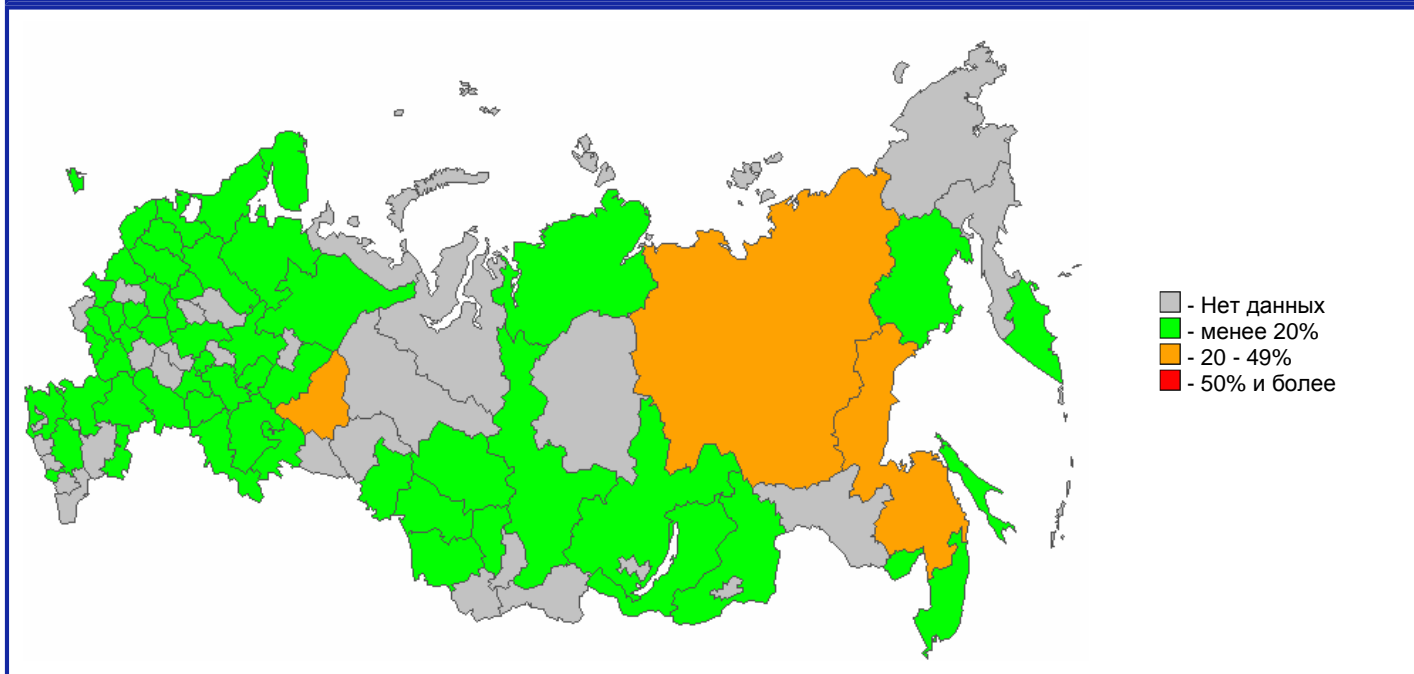 - Нет данных
- менее 20%
- 20 - 49%
- 50% и более